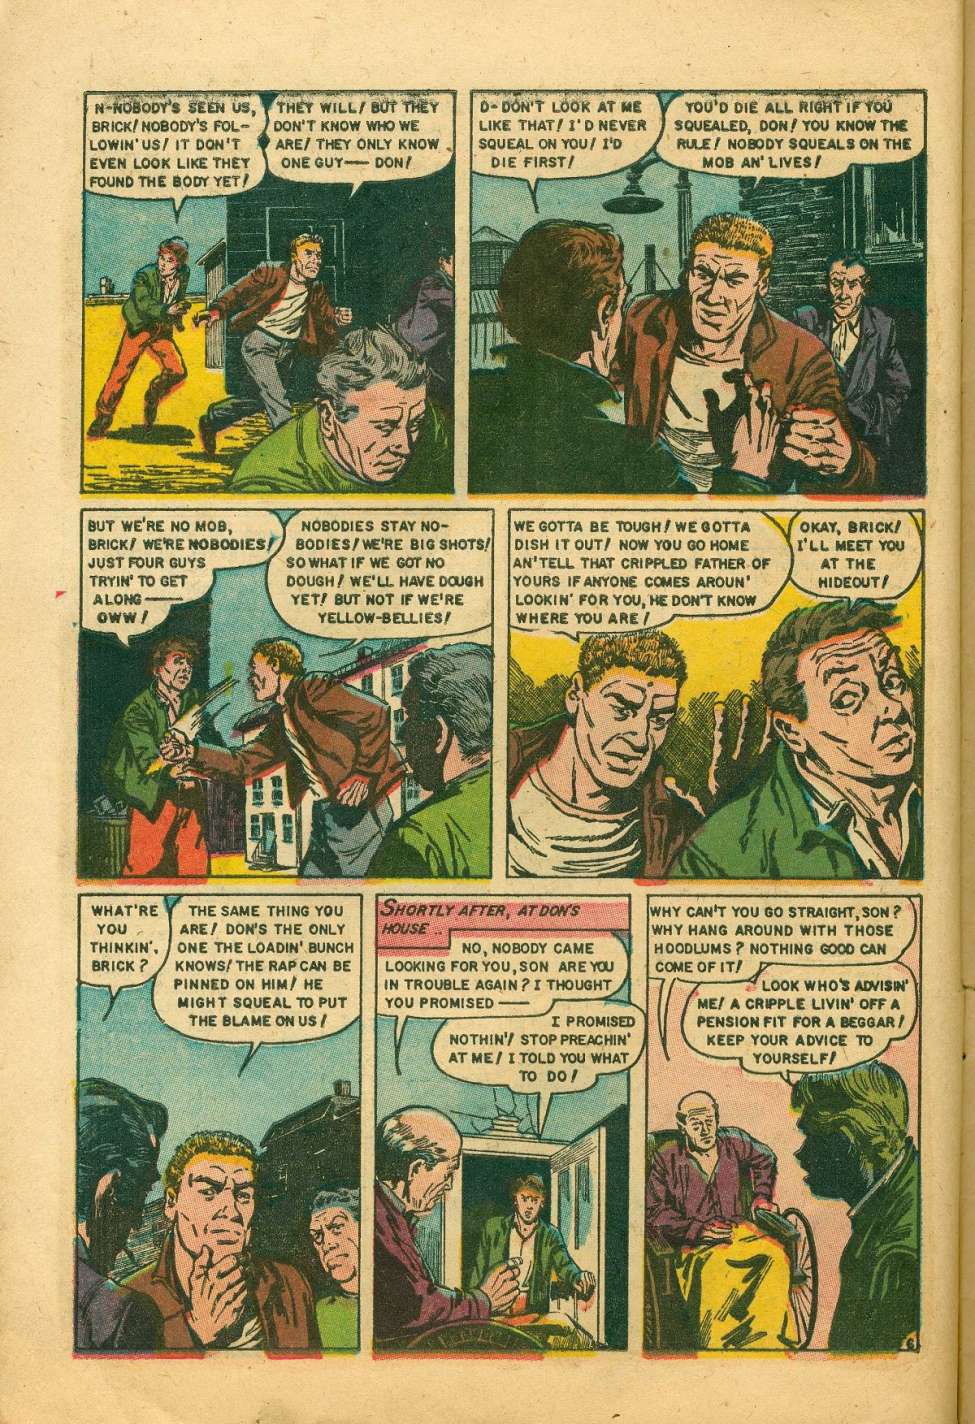 N-NOBODY'S SEEN US,
BRICK! NOBODY'S FOL-
LOWIN' US! IT DON'T
EVEN LOOK LIKE THEY
FOUND THE BODY YET!
THEY WILL! BUT THEY
DON'T KNOW WHO WE
ARE! THEY ONLY KNOW
ONE GUY— DON!
D-DON'T LOOK AT ME
LIKE THAT! I'D NEVER
SQUEAL ON YOU! I'D
DIE FIRST!
YOU'D DIE ALL RIGHT IF YOU
SQUEALED, DON! YOU KNOW THE
RULE! NOBODY SQUEALS ON THE
MOB AN' LIVES!
BUT WE'RE NO MOB,
BRICK! WE'RE NOBODIES!
JUST FOUR GUYS
TRYIN' TO GET
ALONG—
OWW!
NOBODIES STAY NO-
BODIES! WE'RE BIG SHOTS!
SO WHAT IF WE GOT NO
DOUGH! WE'LL HAVE DOUGH
YET! BUT NOT IF WE'RE
YELLOW-BELLIES!
WE GOTTA BE TOUGH! WE GOTTA
DISH IT OUT! NOW YOU GO HOME
AN' TELL THAT CRIPPLED FATHER OF
YOURS IF ANYONE COMES AROUN'
LOOKIN' FOR YOU, HE DON'T KNOW
WHERE YOU ARE!
OKAY, BRICK!
I'LL MEET YOU
AT THE
HIDEOUT!
WHAT'RE
YOU
THINKIN',
BRICK?
THE SAME THING YOU
ARE! DON'S THE ONLY
ONE THE LOADIN' BUNCH
KNOWS! THE RAP CAN BE
PINNED ON HIM! HE
MIGHT SQUEAL TO PUT
THE BLAME ON US!
SHORTLY AFTER, AT DON'S
HOUSE..
NO, NOBODY CAME
LOOKING FOR YOU, SON ARE YOU
IN TROUBLE AGAIN? I THOUGHT
YOU PROMISED—
I PROMISED
NOTHIN'! STOP PREACHIN'
AT ME! I TOLD YOU WHAT
TO DO!
WHY CAN'T YOU GO STRAIGHT, SON?
WHY HANG AROUND WITH THOSE
HOODLUMS? NOTHING GOOD CAN
COME OF IT!
LOOK WHO'S ADVISIN'
ME! A CRIPPLE LIVIN' OFF A
PENSION FIT FOR A BEGGAR!
KEEP YOUR ADVICE TO
YOURSELF!
6